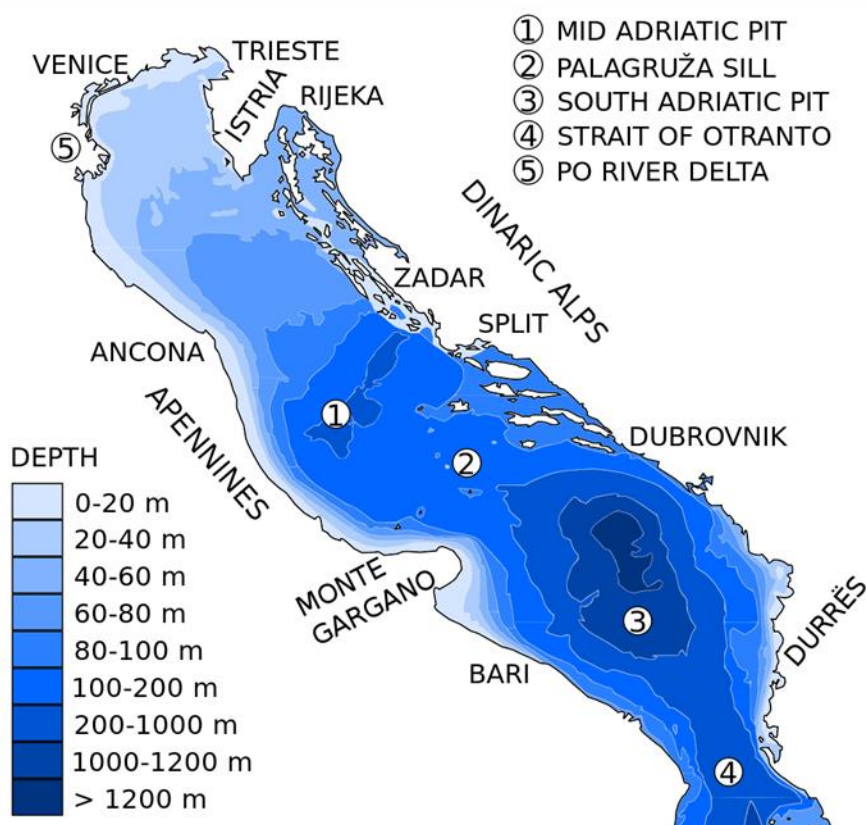 ① MID ADRIATIC PIT
② PALAGRUŽA SILL
③ SOUTH ADRIATIC PIT
④ STRAIT OF OTRANTO
⑤ PO RIVER DELTA
TRIESTE
VENICE
ISTRIA
RIJEKA
⑤
DINARIC ALPS
ZADAR
SPLIT
ANCONA
APENNINES
①
DUBROVNIK
②
MONTE
GARGANO
③
DURRËS
BARI
④
DEPTH
0-20 m
20-40 m
40-60 m
60-80 m
80-100 m
100-200 m
200-1000 m
1000-1200 m
> 1200 m